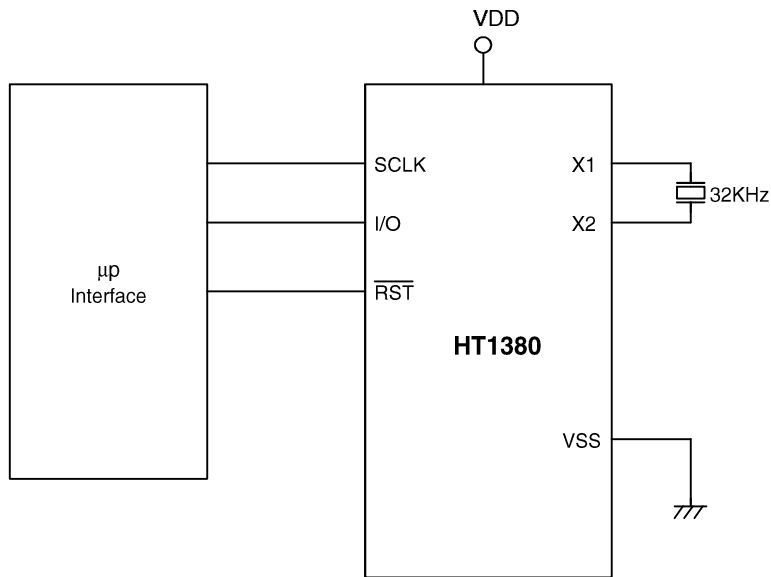 VDD
SCLK
X1
32KHz
I/O
X2
μp
Interface
RST
HT1380
VSS